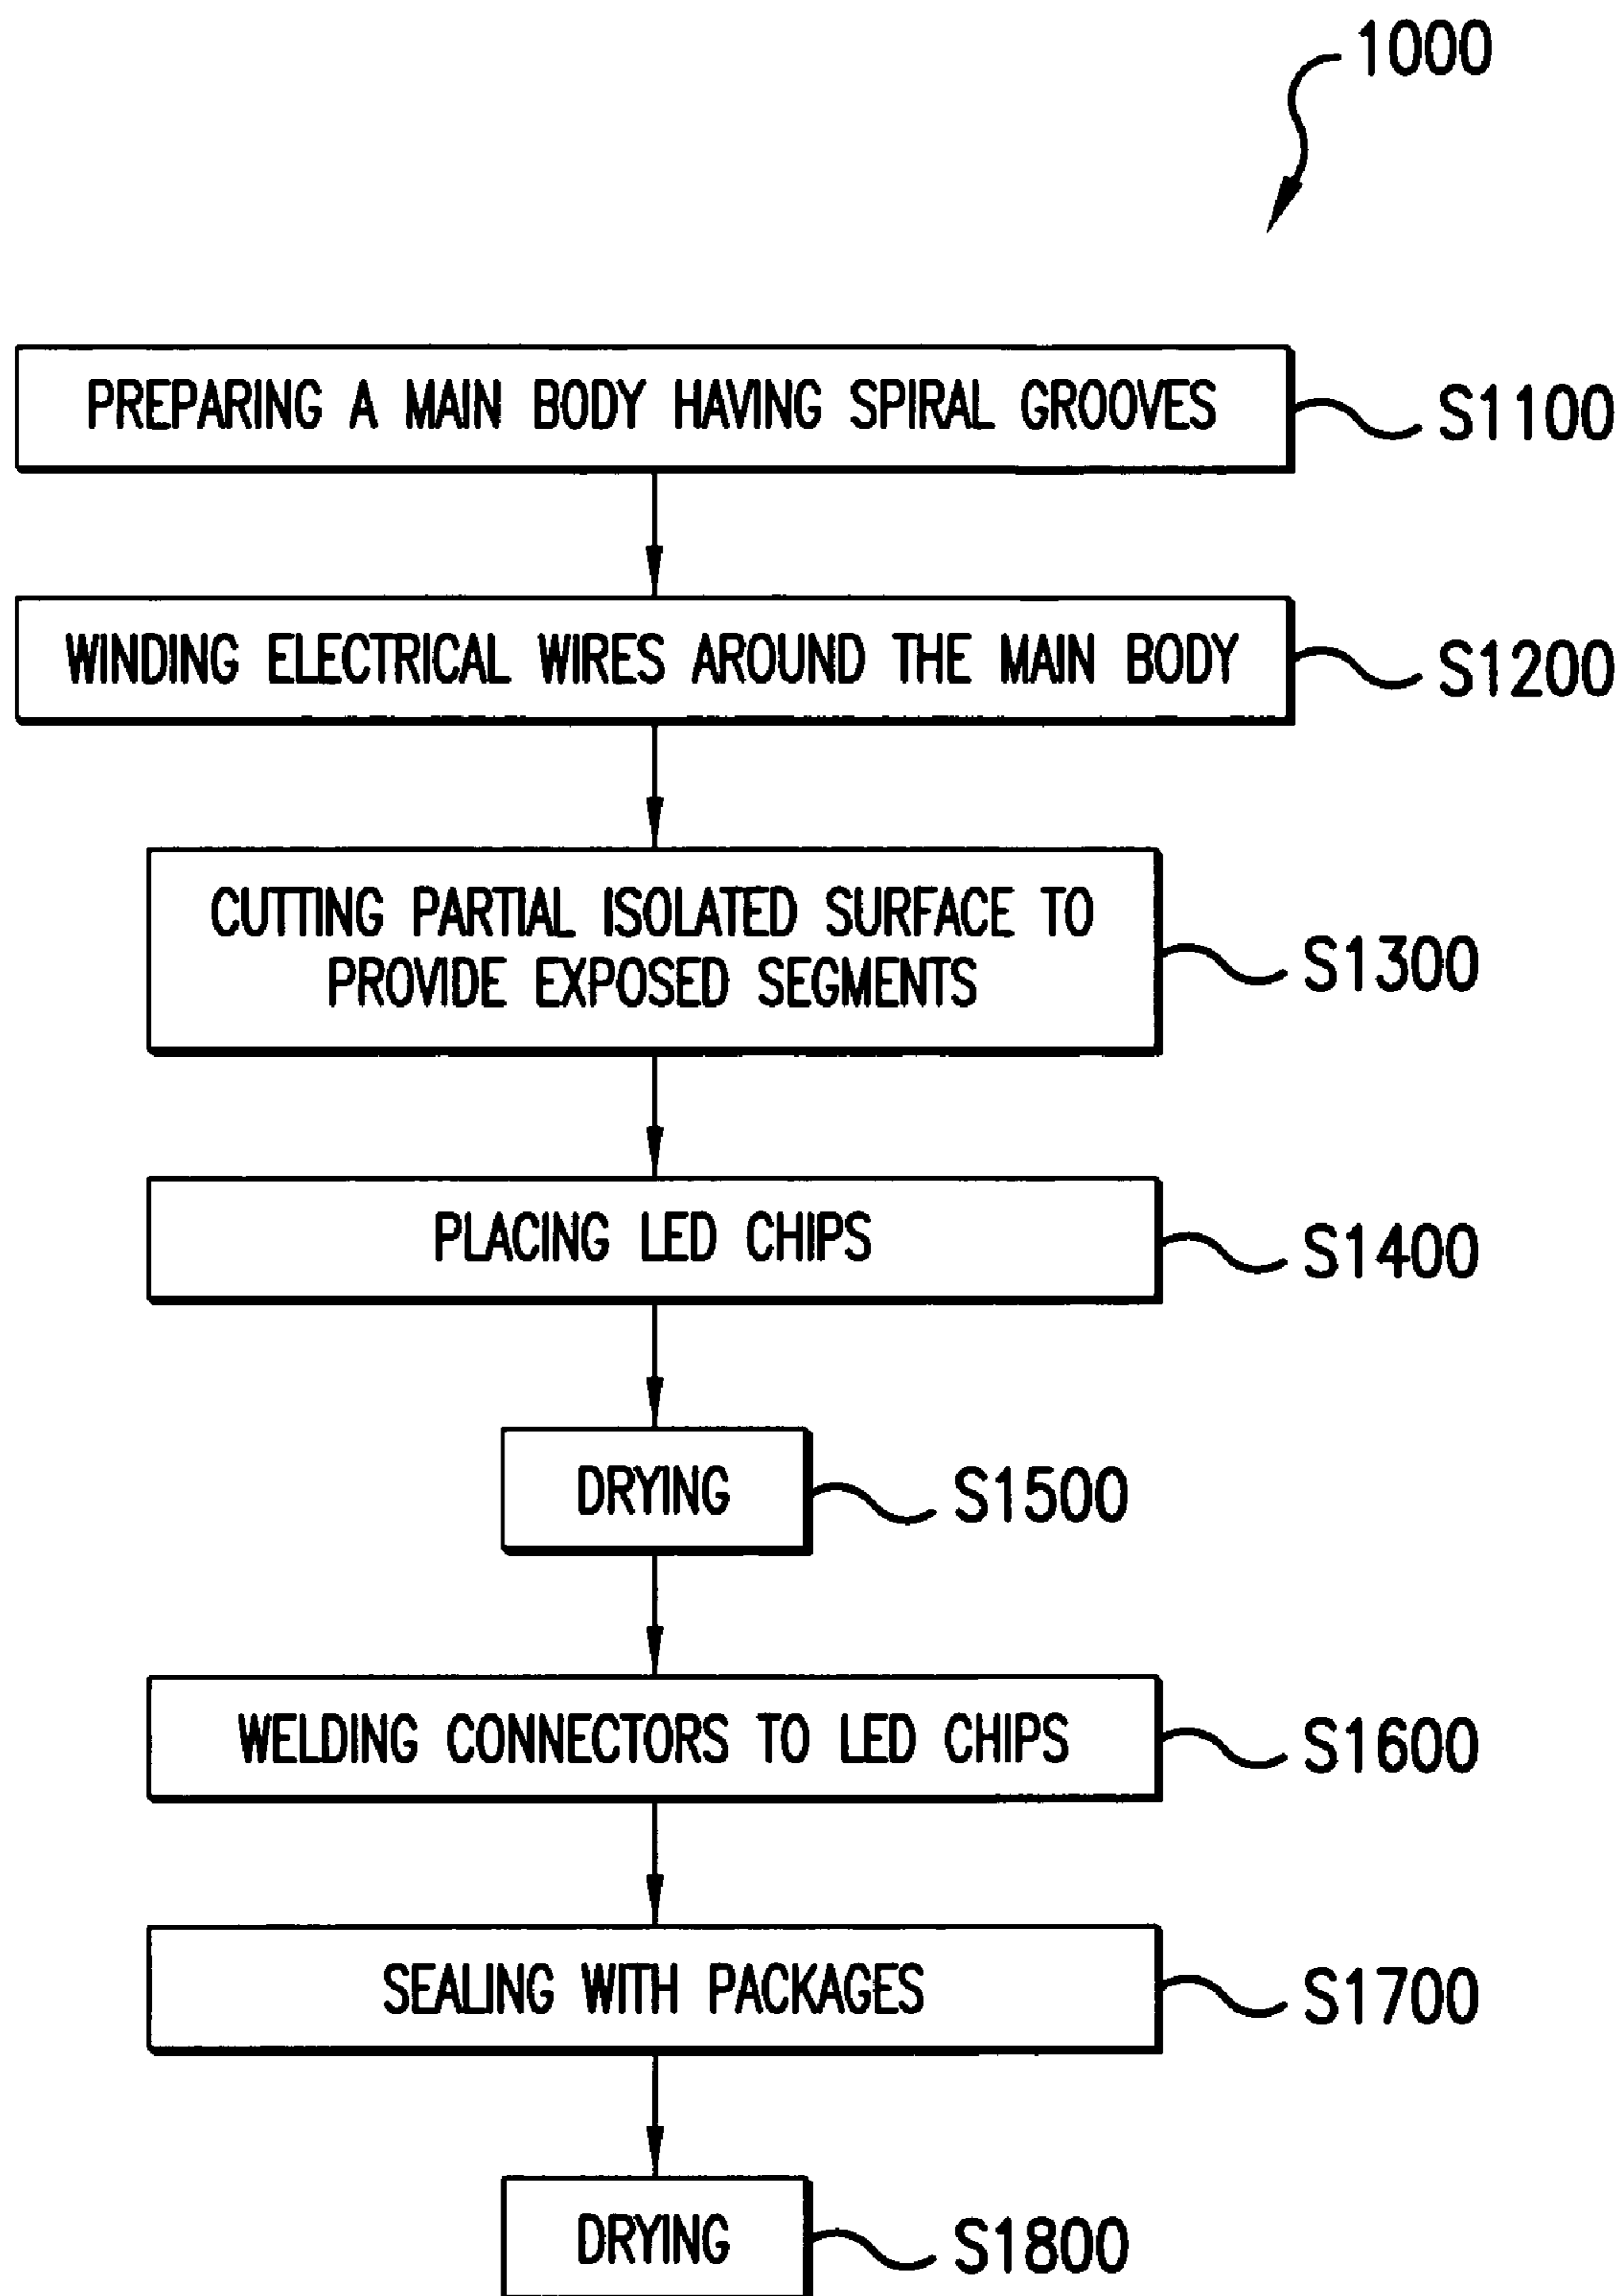 1000
PREPARING A MAIN BODY HAVING SPIRAL GROOVES
S1100
WINDING ELECTRICAL WIRES AROUND THE MAIN BODY
S1200
CUTTING PARTIAL ISOLATED SURFACE TO
PROVIDE EXPOSED SEGMENTS
S1300
PLACING LED CHIPS
S1400
DRYING
S1500
WELDING CONNECTORS TO LED CHIPS
S1600
SEALING WITH PACKAGES
S1700
DRYING
S1800